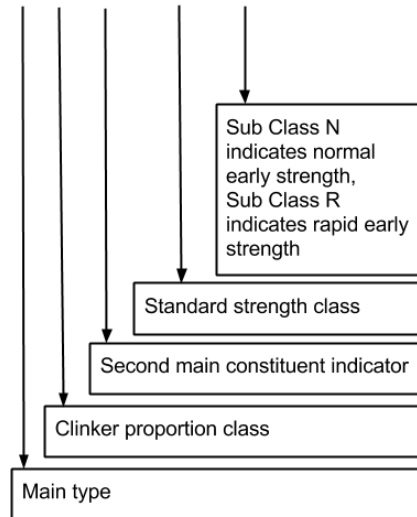 Sub Class N
indicates normal
early strength,
Sub Class R
indicates rapid early
strength
Standard strength class
Second main constituent indicator
Clinker proportion class
Main type